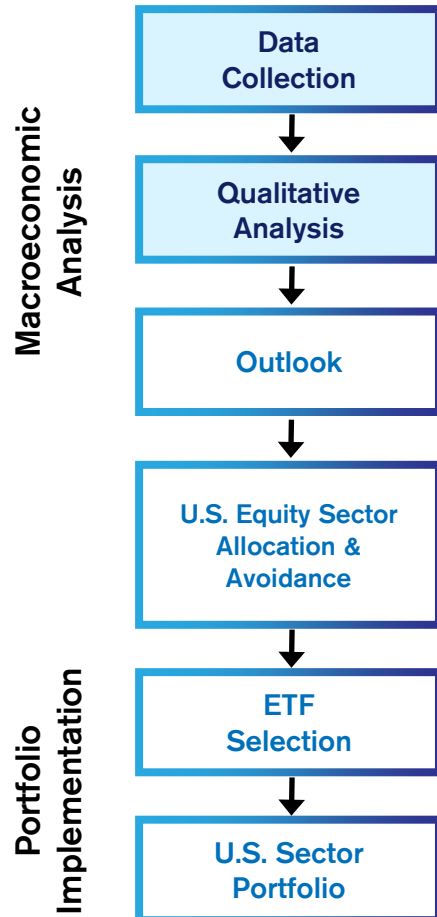 Macroeconomic
Analysis
Data
Collection
Qualitative
Analysis
Outlook
U.S. Equity Sector
Allocation &
Avoidance
Portfolio
Implementation
ETF
Selection
U.S. Sector
Portfolio